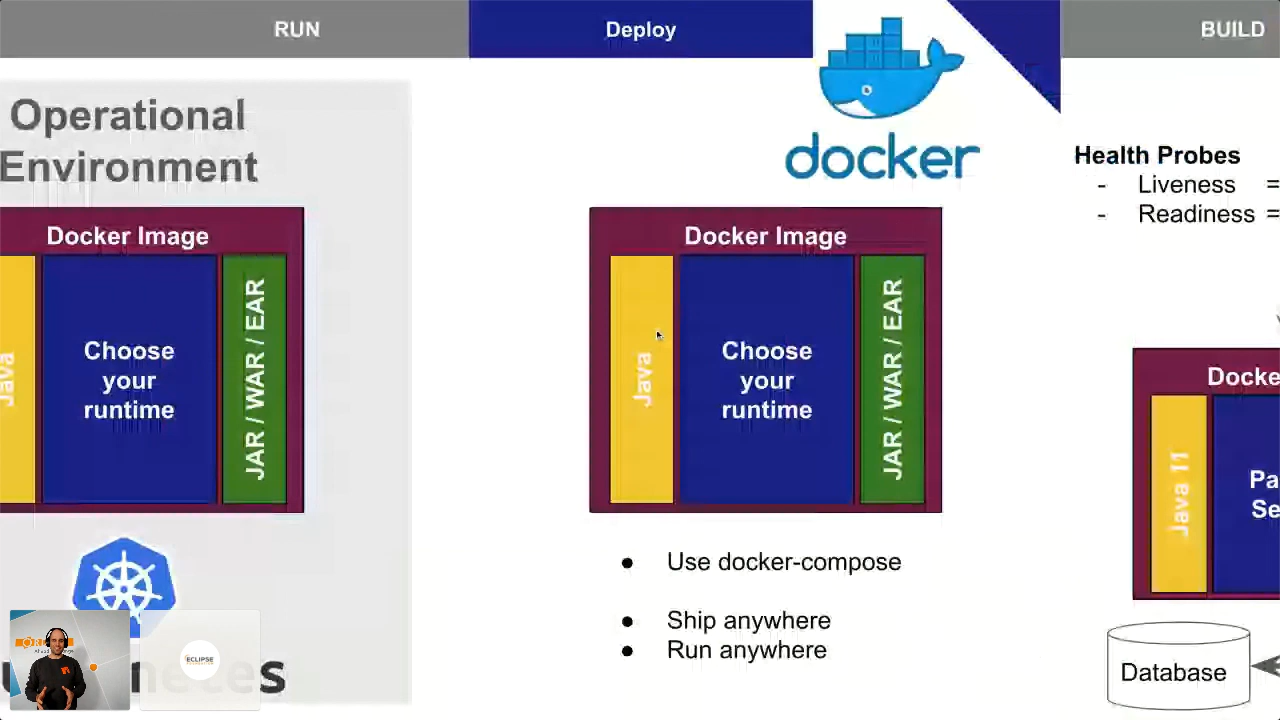 RUN
Deploy
BUILD
Operational
Environment
Docker Image
Java
Choose
your
runtime
JAR / WAR / EAR
docker
Docker Image
Java
Choose
your
runtime
JAR / WAR / EAR
● Use docker-compose
● Ship anywhere
● Run anywhere
Health Probes
- Liveness =
- Readiness =
Docke
Java 11
Pa
Se
Database
ECLIPSE